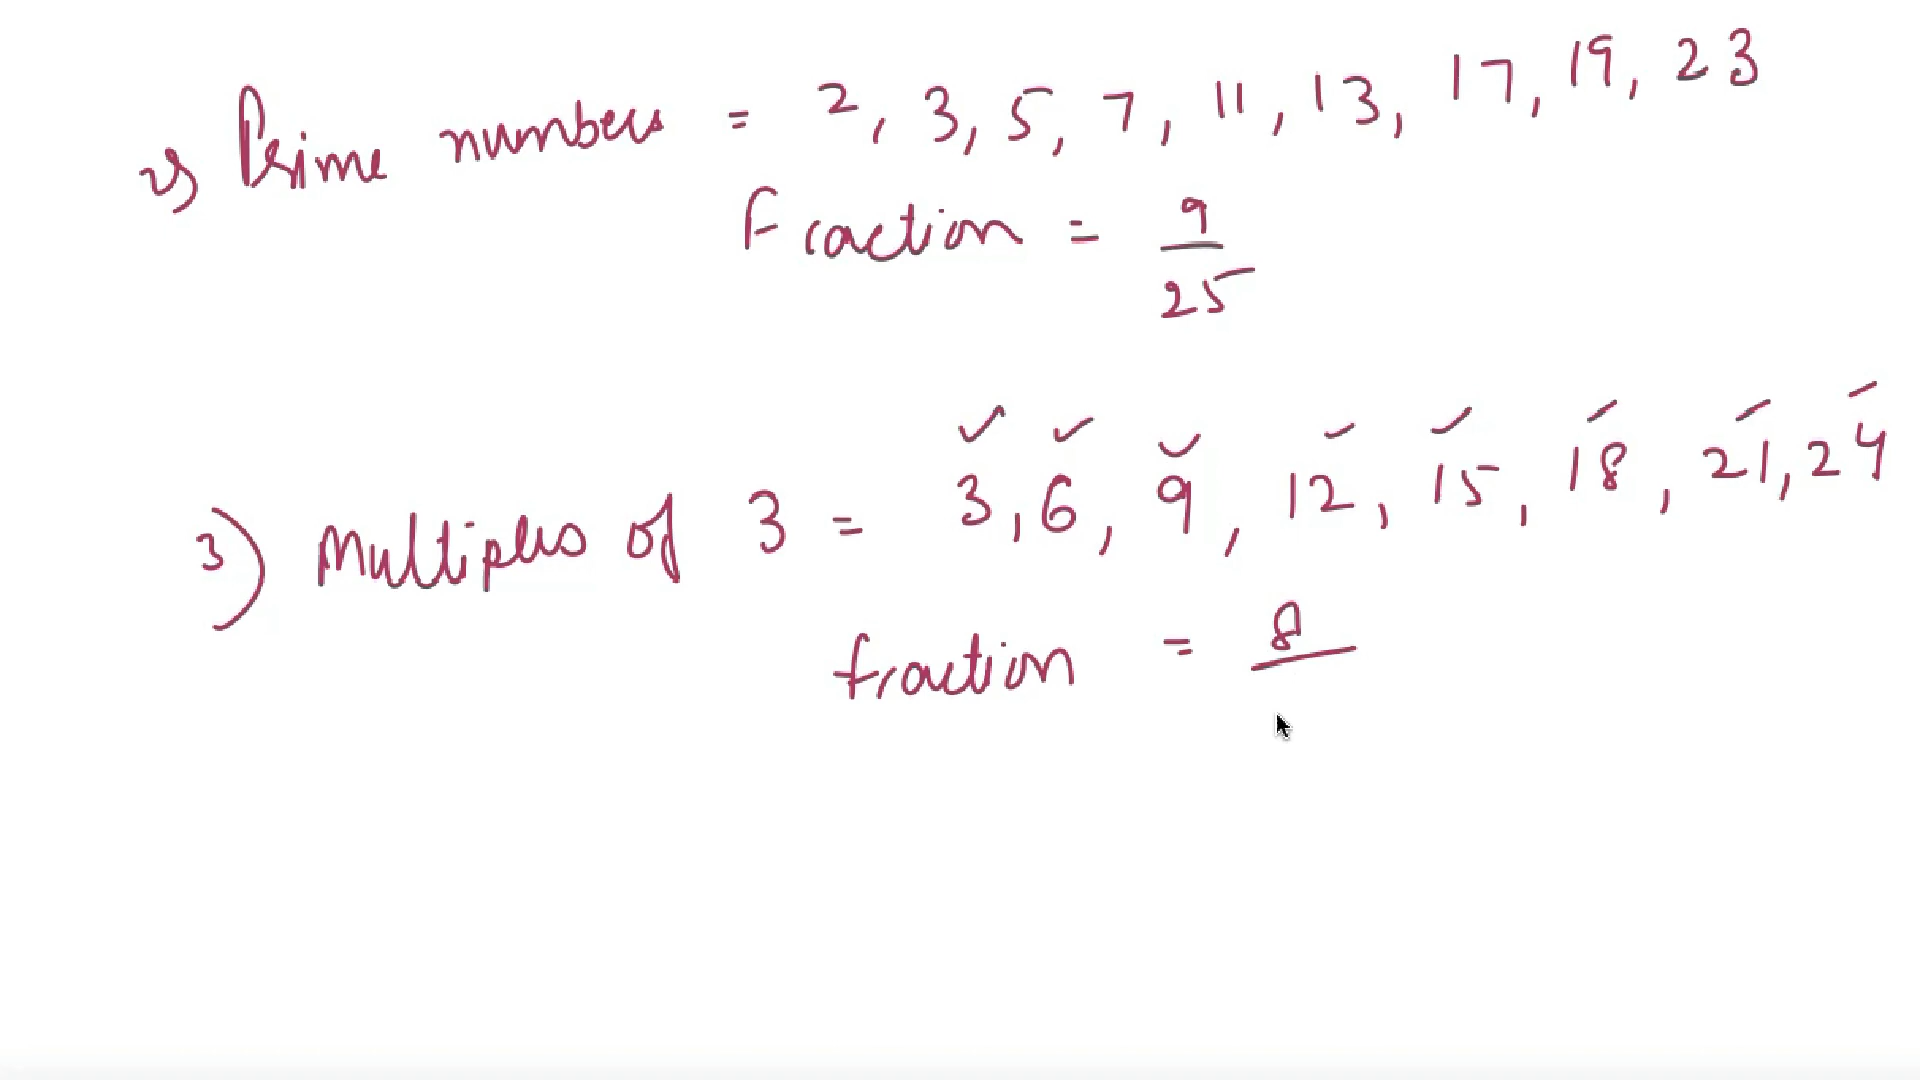 2) Prime numbers = 2, 3, 5, 7, 11, 13, 17, 19, 23
Fraction = 9/25
3) Multiples of 3 = 3, 6, 9, 12, 15, 18, 21, 24
fraction = 8/